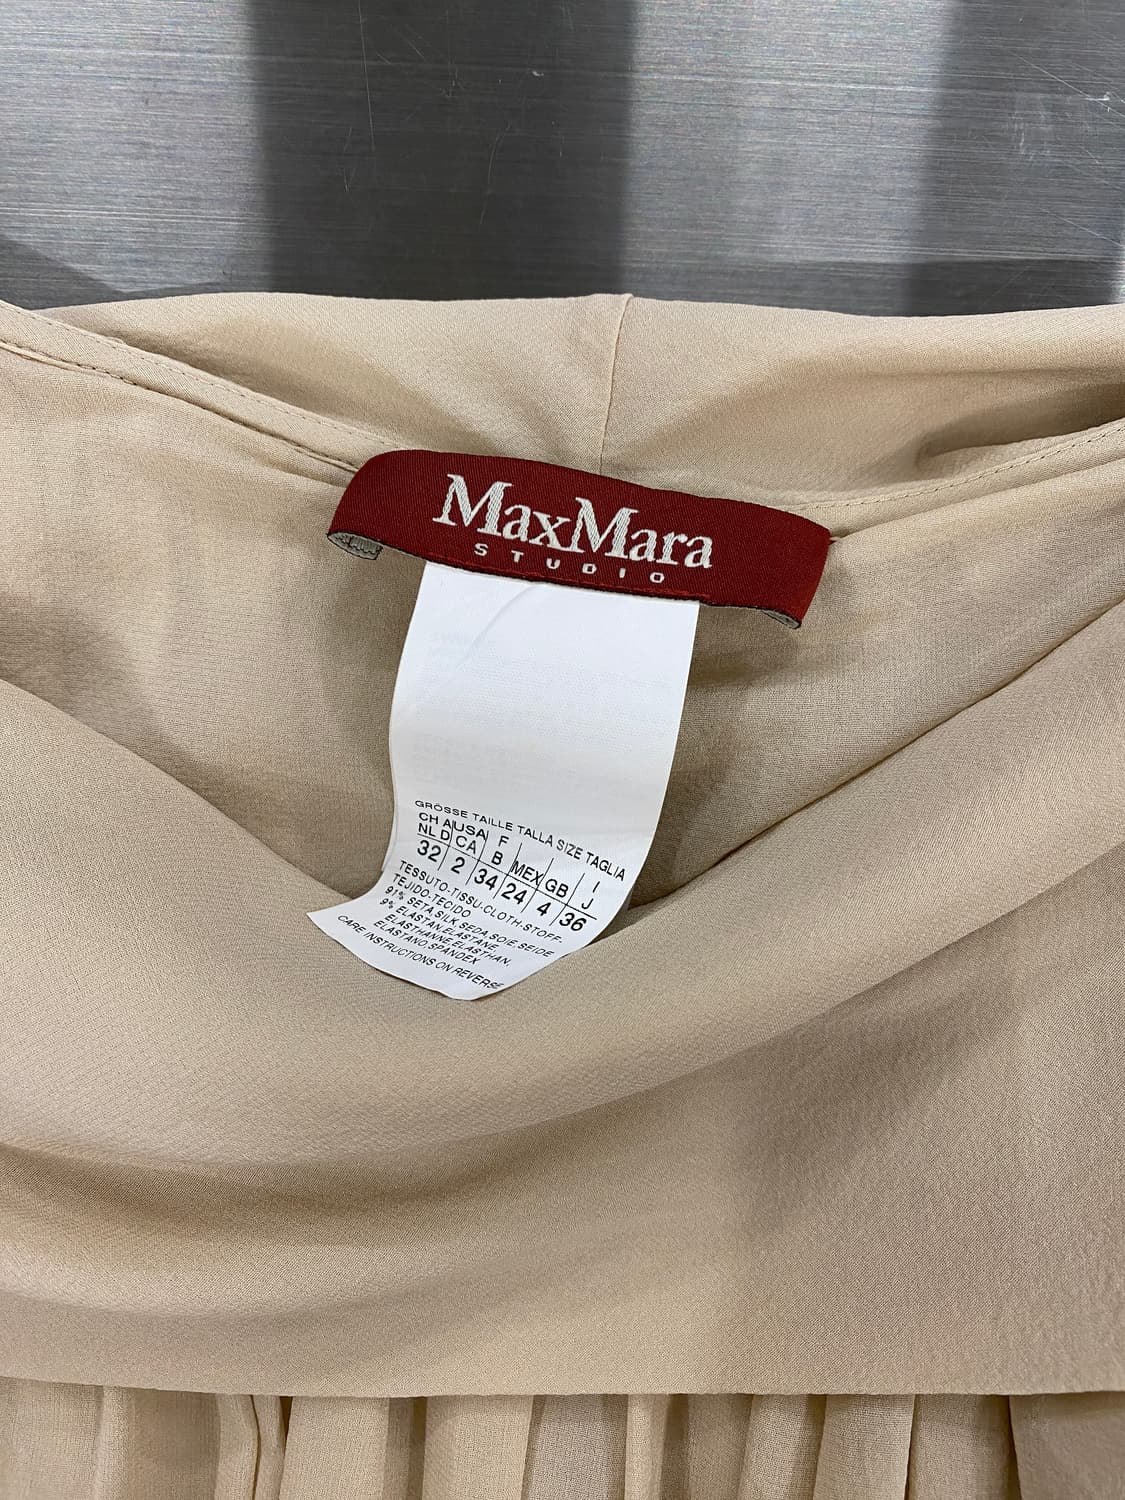 MaxMara
STUDIO
GRÖSSE TAILLE TALLA SIZE TAGLIA
CH A USA F I
NL D CA B MEX GB J
32 2 34 24 4 36
TESSUTO-TISSU-CLOTH-STOFF-
TEJIDO-TECIDO
91% SETA,SILK,SEDA,SOIE,SEIDE
9% ELASTAN,ELASTANE,
ELASTHANNE,ELASTHAN,
ELASTANO,SPANDEX
CARE INSTRUCTIONS ON REVERSE